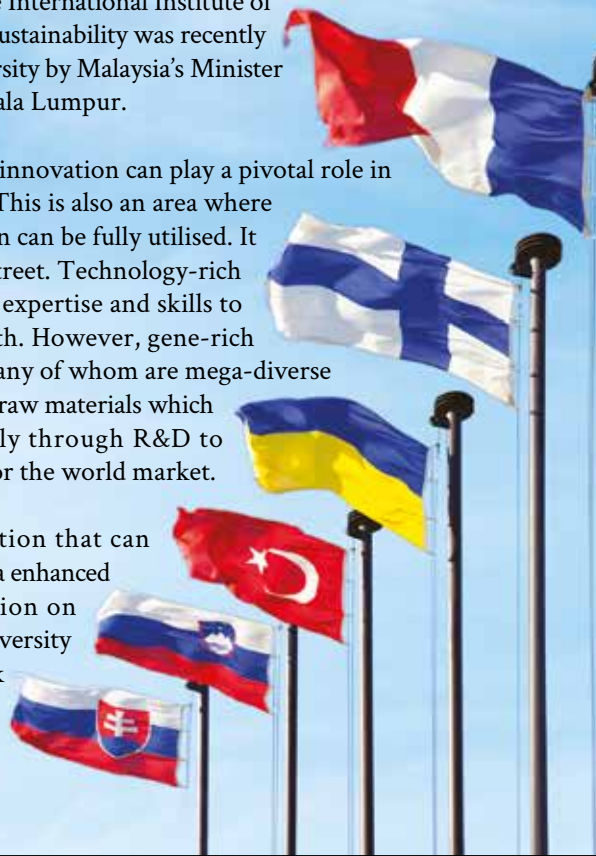 International Institute of
ustainability was recently
rsity by Malaysia's Minister
ala Lumpur.
innovation can play a pivotal role in
This is also an area where
n can be fully utilised. It
treet. Technology-rich
expertise and skills to
th. However, gene-rich
any of whom are mega-diverse
raw materials which
ly through R&D to
or the world market.
tion that can
a enhanced
ion on
versity